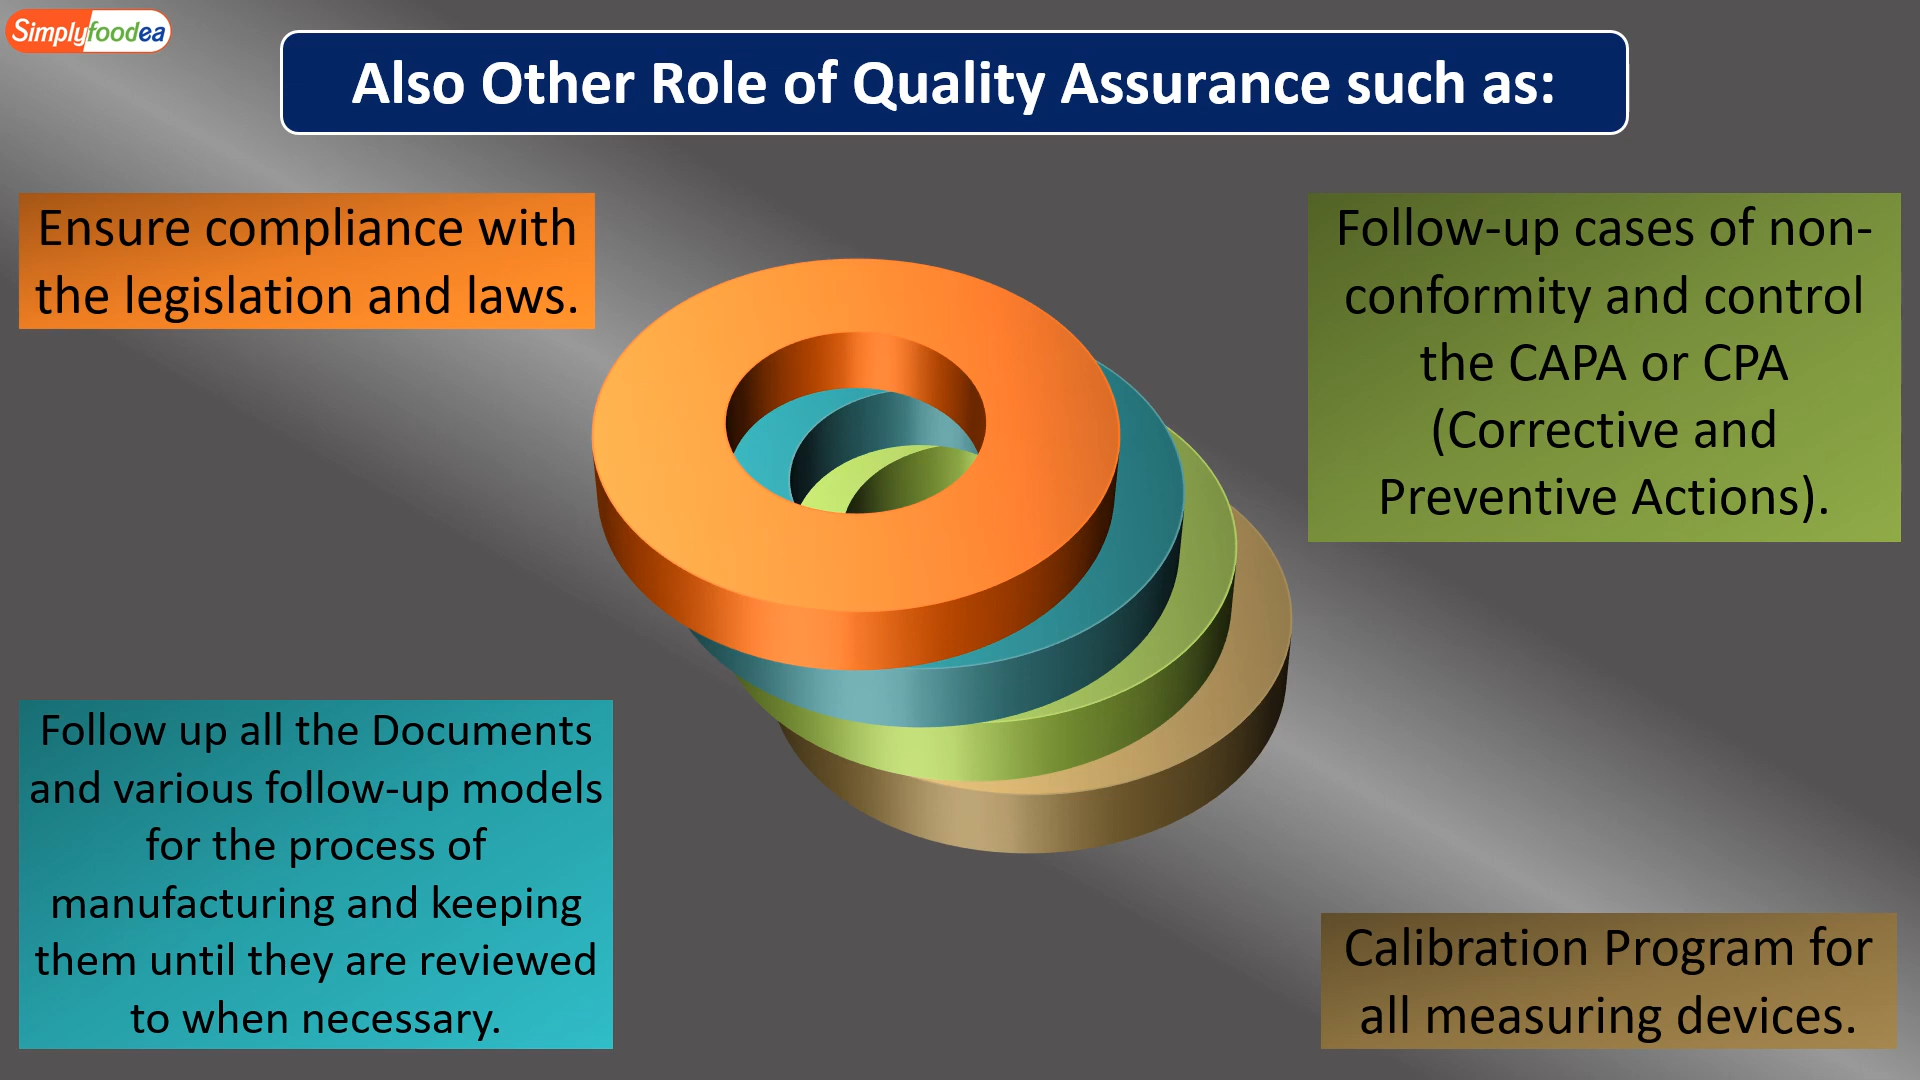 Simplyfoodea
Also Other Role of Quality Assurance such as:
Ensure compliance with
the legislation and laws.
Follow-up cases of non-
conformity and control
the CAPA or CPA
(Corrective and
Preventive Actions).
Follow up all the Documents
and various follow-up models
for the process of
manufacturing and keeping
them until they are reviewed
to when necessary.
Calibration Program for
all measuring devices.